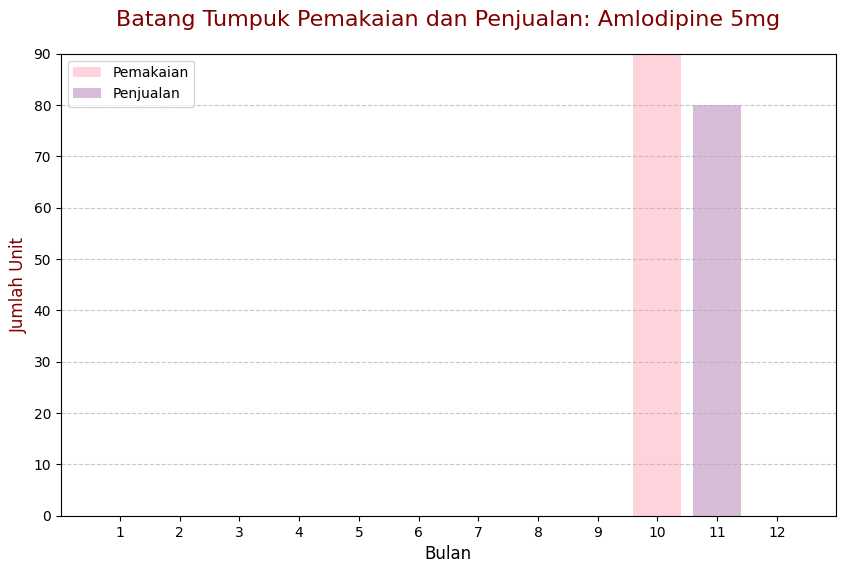 Batang Tumpuk Pemakaian dan Penjualan: Amlodipine 5mg
Pemakaian
Penjualan
Jumlah Unit
90
80
70
60
50
40
30
20
10
0
1 2 3 4 5 6 7 8 9 10 11 12
Bulan